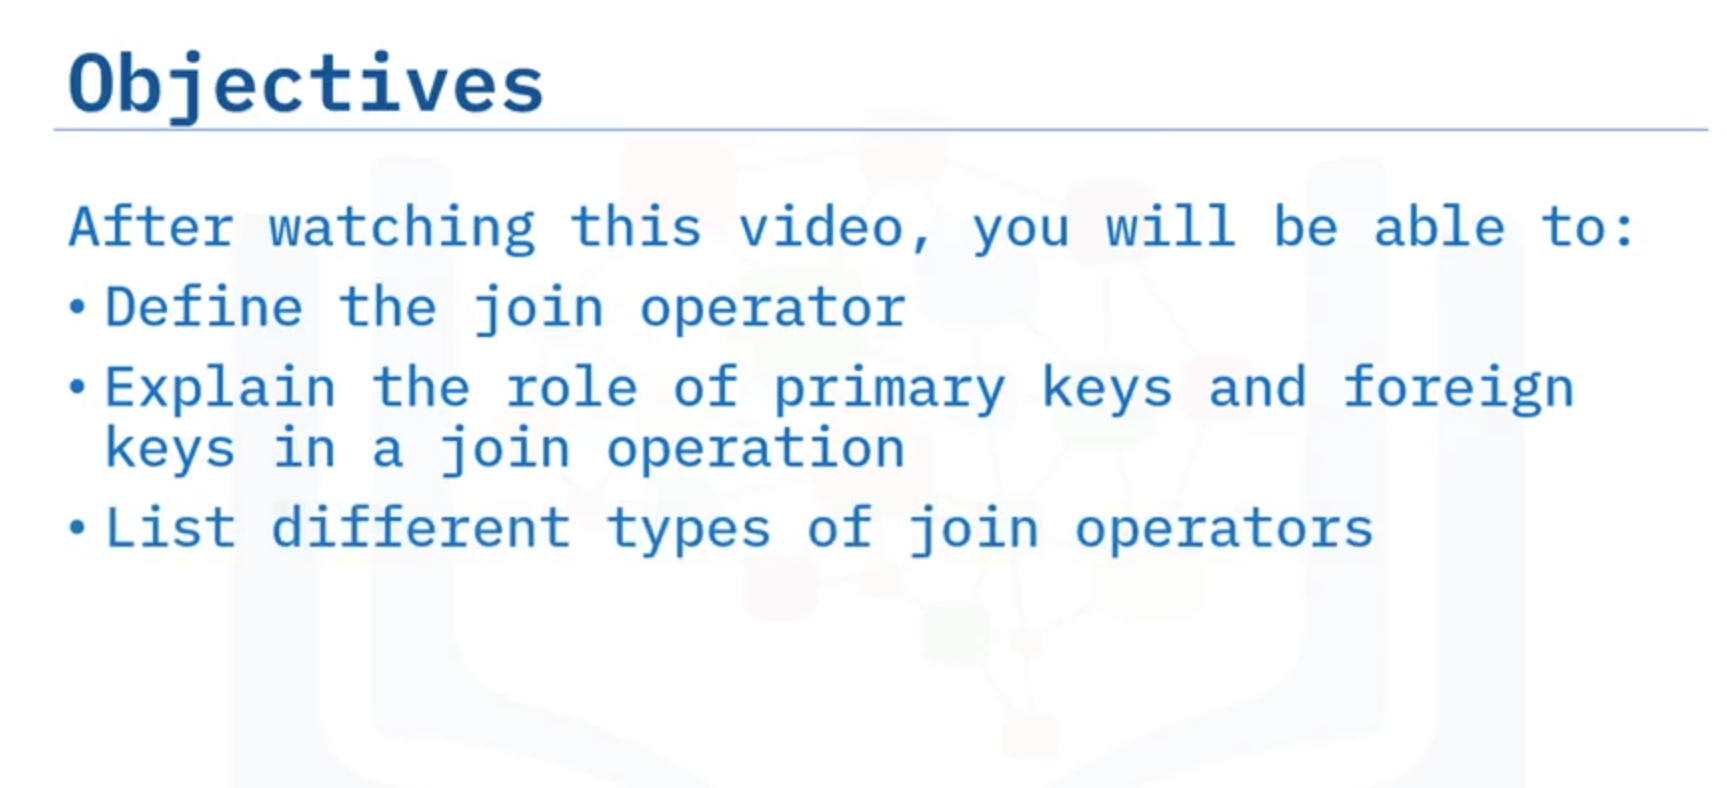 Objectives
After watching this video, you will be able to:
• Define the join operator
• Explain the role of primary keys and foreign
keys in a join operation
• List different types of join operators